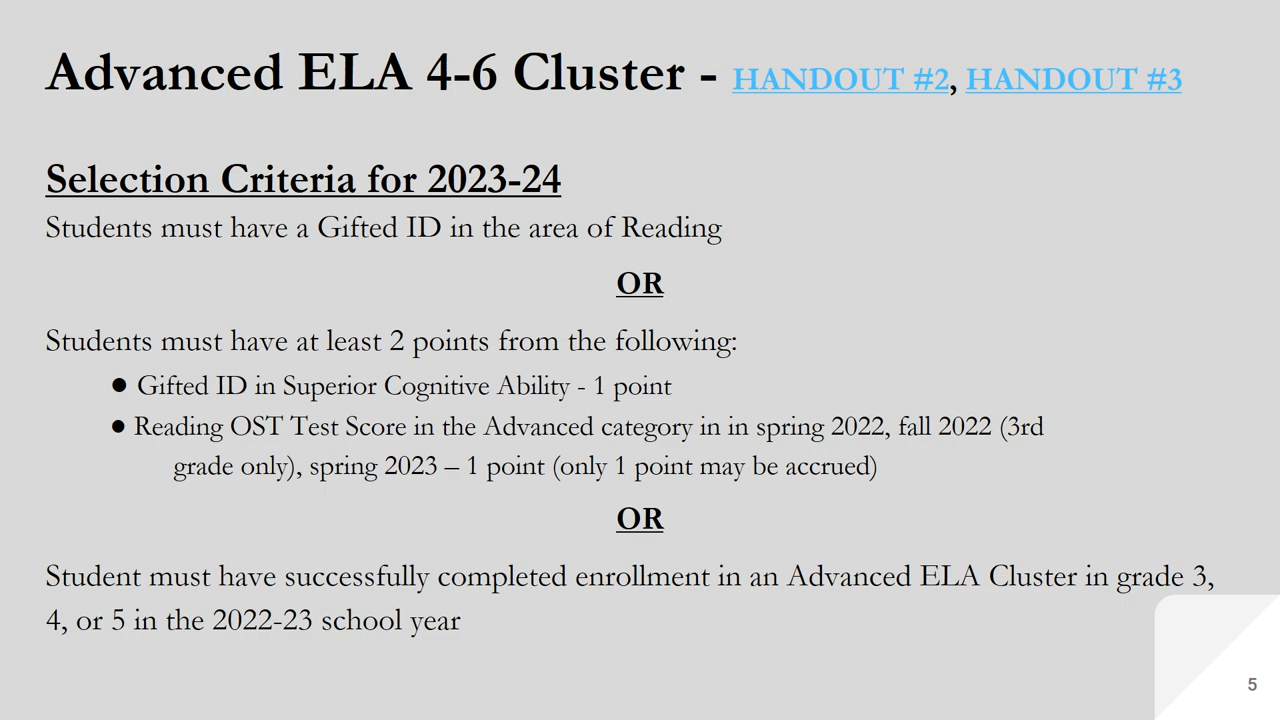 Advanced ELA 4-6 Cluster - HANDOUT #2, HANDOUT #3
Selection Criteria for 2023-24
Students must have a Gifted ID in the area of Reading
OR
Students must have at least 2 points from the following:
● Gifted ID in Superior Cognitive Ability - 1 point
● Reading OST Test Score in the Advanced category in in spring 2022, fall 2022 (3rd
grade only), spring 2023 – 1 point (only 1 point may be accrued)
OR
Student must have successfully completed enrollment in an Advanced ELA Cluster in grade 3,
4, or 5 in the 2022-23 school year
5